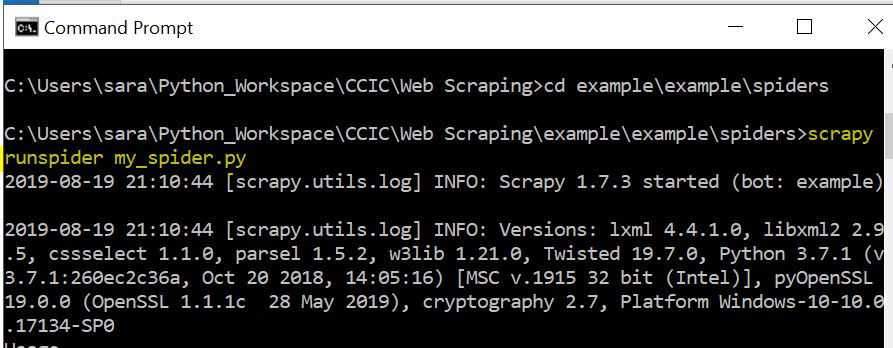 Command Prompt
C:\Users\sara\Python_Workspace\CCIC\Web Scraping>cd example\example\spiders
C:\Users\sara\Python_Workspace\CCIC\Web Scraping\example\example\spiders>scrapy
runspider my_spider.py
2019-08-19 21:10:44 [scrapy.utils.log] INFO: Scrapy 1.7.3 started (bot: example)
2019-08-19 21:10:44 [scrapy.utils.log] INFO: Versions: lxml 4.4.1.0, libxml2 2.9
.5, cssselect 1.1.0, parsel 1.5.2, w3lib 1.21.0, Twisted 19.7.0, Python 3.7.1 (v
3.7.1:260ec2c36a, Oct 20 2018, 14:05:16) [MSC v.1915 32 bit (Intel)], pyOpenSSL
19.0.0 (OpenSSL 1.1.1c  28 May 2019), cryptography 2.7, Platform Windows-10-10.0
.17134-SP0